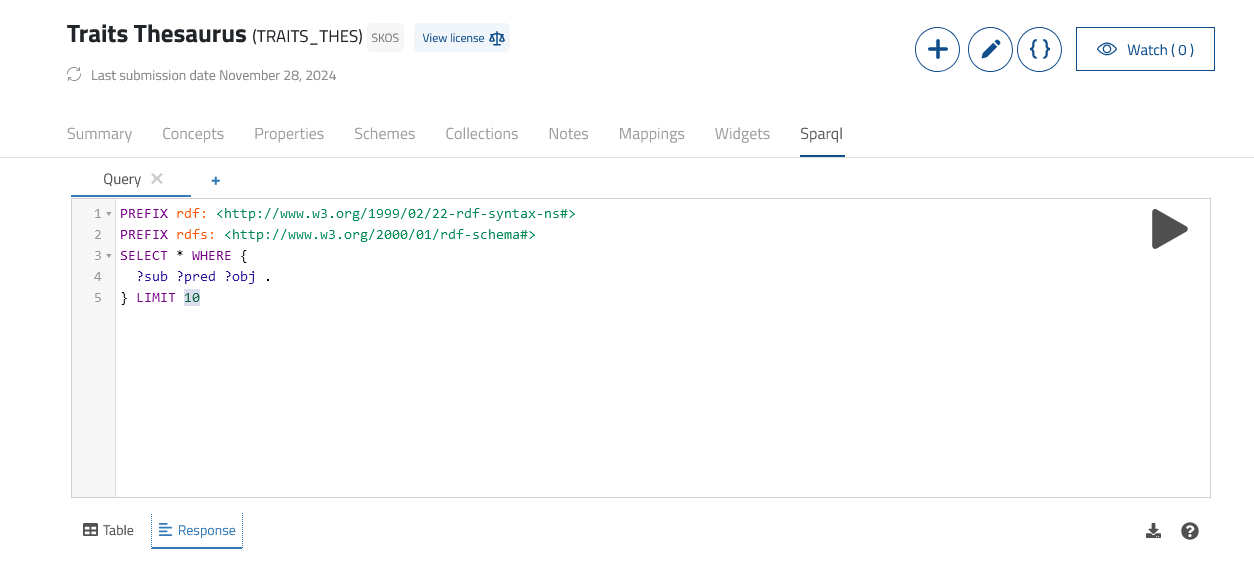 Traits Thesaurus (TRAITS_THES) SKOS View license
Last submission date November 28, 2024
{ } Watch ( 0 )
Summary Concepts Properties Schemes Collections Notes Mappings Widgets Sparql
Query × +
1 PREFIX rdf: <http://www.w3.org/1999/02/22-rdf-syntax-ns#>
2 PREFIX rdfs: <http://www.w3.org/2000/01/rdf-schema#>
3 SELECT * WHERE {
4 ?sub ?pred ?obj .
5 } LIMIT 10
Table Response ?